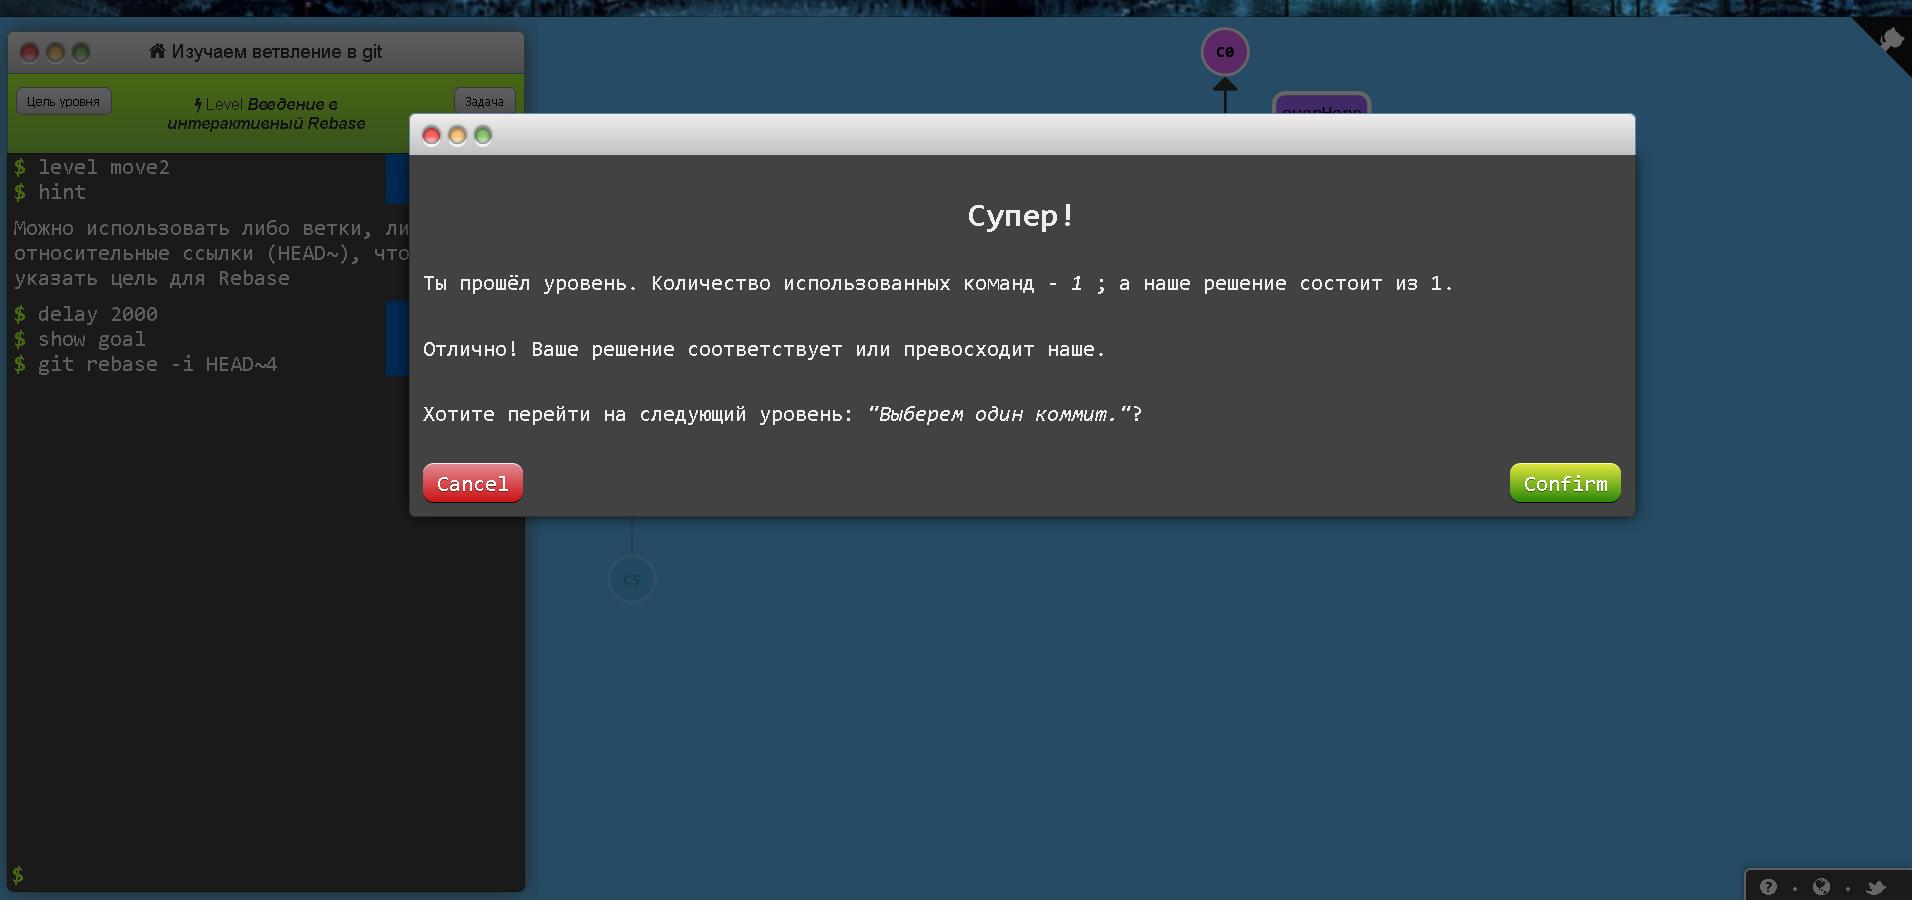 Изучаем ветвление в git
Цель уровня
Level Введение в
интерактивный Rebase
Задача
$ level move2
$ hint
Можно использовать либо ветки, ли
относительные ссылки (HEAD~), что
указать цель для Rebase
$ delay 2000
$ show goal
$ git rebase -i HEAD~4
$
C0
Супер!
Ты прошёл уровень. Количество использованных команд - 1 ; а наше решение состоит из 1.
Отлично! Ваше решение соответствует или превосходит наше.
Хотите перейти на следующий уровень: “Выберем один коммит.”?
Cancel
Confirm
C5